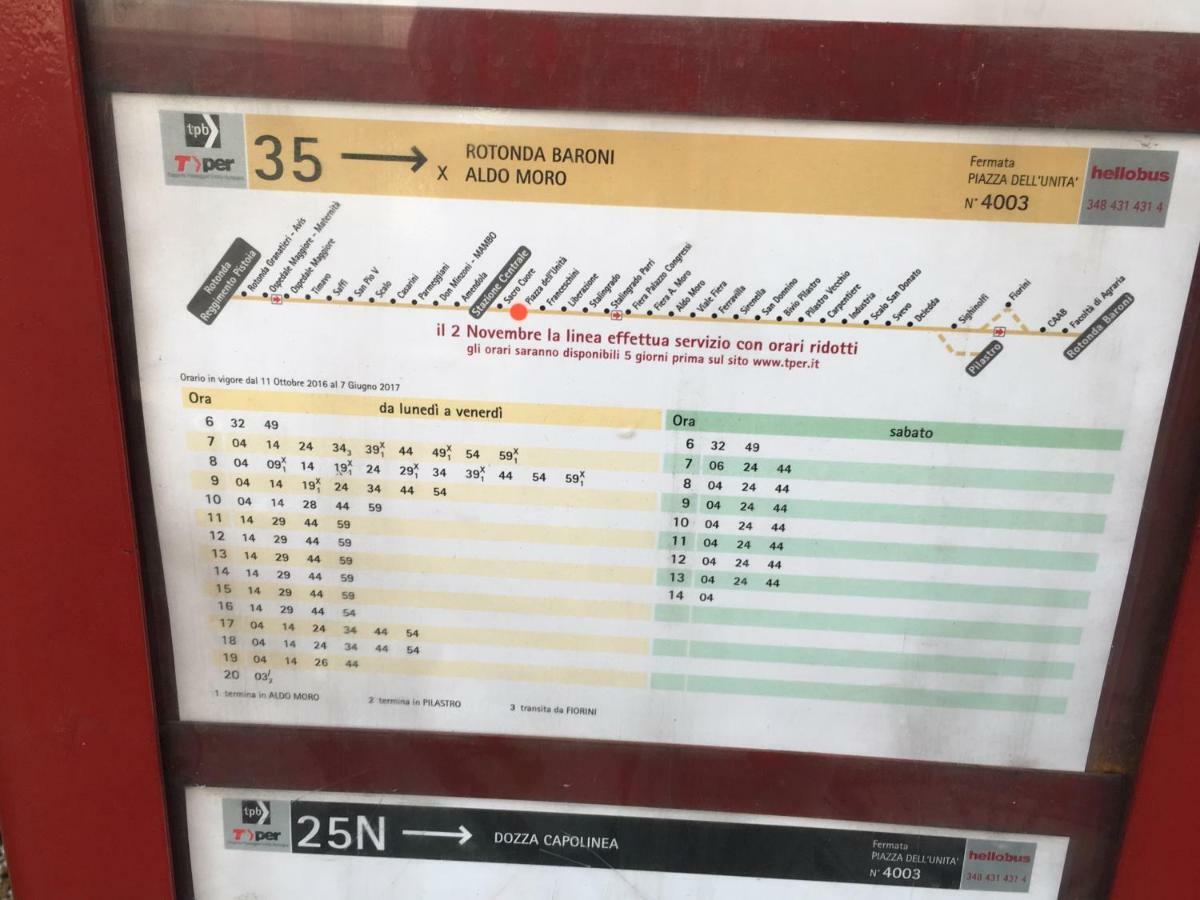 tpb
T>per
35
X
ROTONDA BARONI
ALDO MORO
Fermata
PIAZZA DELL'UNITA'
N° 4003
hellobus
348 431 431 4
Rotonda
Reggimento Pistoia
Rotonda Granatieri - Avis
Ospedale Maggiore - Maternità
Ospedale Maggiore
Timavo
Saffi
San Pio V
Scalo
Casarini
Parmeggiani
Don Minzoni - MAMBO
Amendola
Stazione Centrale
Sacro Cuore
Piazza dell'Unità
Franceschini
Liberazione
Stalingrado
Stalingrado Parri
Fiera Palazzo Congressi
Fiera A. Moro
Aldo Moro
Viale Fiera
Ferravilla
Sirenella
San Donnino
Bivio Pilastro
Pilastro Vecchio
Carpentiere
Industria
Scalo San Donato
Svevo
Deledda
Sighinolfi
Pilastro
Fiorini
CAAB
Facoltà di Agraria
Rotonda Baroni
il 2 Novembre la linea effettua servizio con orari ridotti
gli orari saranno disponibili 5 giorni prima sul sito www.tper.it
Orario in vigore dal 11 Ottobre 2016 al 7 Giugno 2017
Ora da lunedì a venerdì
6 32 49
7 04 14 24 34₃ 39ˣ₁ 44 49ˣ₁ 54 59ˣ₁
8 04 09ˣ₁ 14 19ˣ₁ 24 29ˣ₁ 34 39ˣ₁ 44 54 59ˣ₁
9 04 14 19ˣ₁ 24 34 44 54
10 04 14 28 44 59
11 14 29 44 59
12 14 29 44 59
13 14 29 44 59
14 14 29 44 59
15 14 29 44 59
16 14 29 44 54
17 04 14 24 34 44 54
18 04 14 24 34 44 54
19 04 14 26 44
20 03/₂
1 termina in ALDO MORO 2 termina in PILASTRO 3 transita da FIORINI
Ora sabato
6 32 49
7 06 24 44
8 04 24 44
9 04 24 44
10 04 24 44
11 04 24 44
12 04 24 44
13 04 24 44
14 04
tpb
T>per
25N
DOZZA CAPOLINEA
Fermata
PIAZZA DELL'UNITA'
N° 4003
hellobus
348 431 431 4